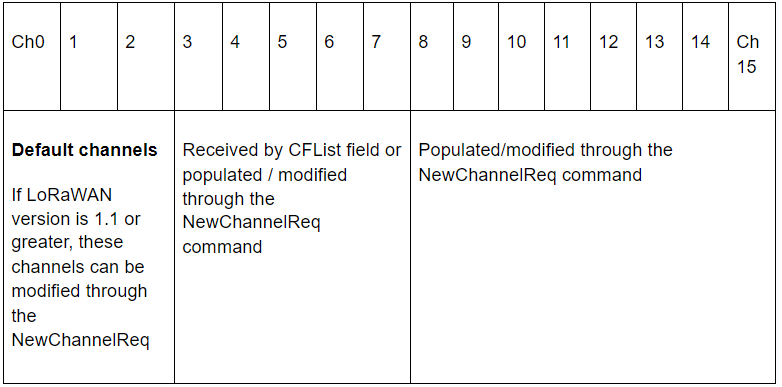 Ch0 1 2 3 4 5 6 7 8 9 10 11 12 13 14 Ch
15
Default channels
If LoRaWAN
version is 1.1 or
greater, these
channels can be
modified through
the
NewChannelReq
Received by CFList field or
populated / modified
through the
NewChannelReq
command
Populated/modified through the
NewChannelReq command